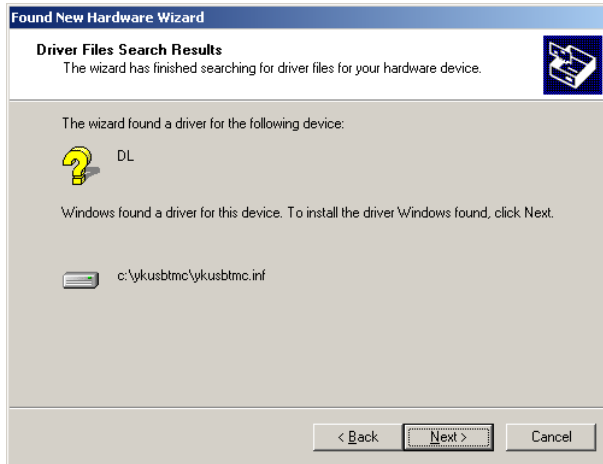 Found New Hardware Wizard
Driver Files Search Results
The wizard has finished searching for driver files for your hardware device.
The wizard found a driver for the following device:
DL
Windows found a driver for this device. To install the driver Windows found, click Next.
c:\ykusbtmc\ykusbtmc.inf
< Back
Next >
Cancel